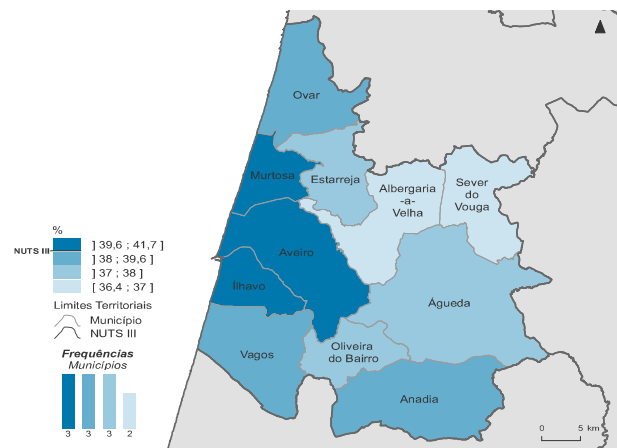 Ovar
Murtosa
Estarreja
Albergaria
-a-
Velha
Sever
do
Vouga
Aveiro
Ílhavo
Águeda
Vagos
Oliveira
do Bairro
Anadia
%
NUTS III
] 39,6 ; 41,7 ]
] 38 ; 39,6 ]
] 37 ; 38 ]
[ 36,4 ; 37 ]
Limites Territoriais
Município
NUTS III
Frequências
Municípios
3 3 3 2
0 5 km